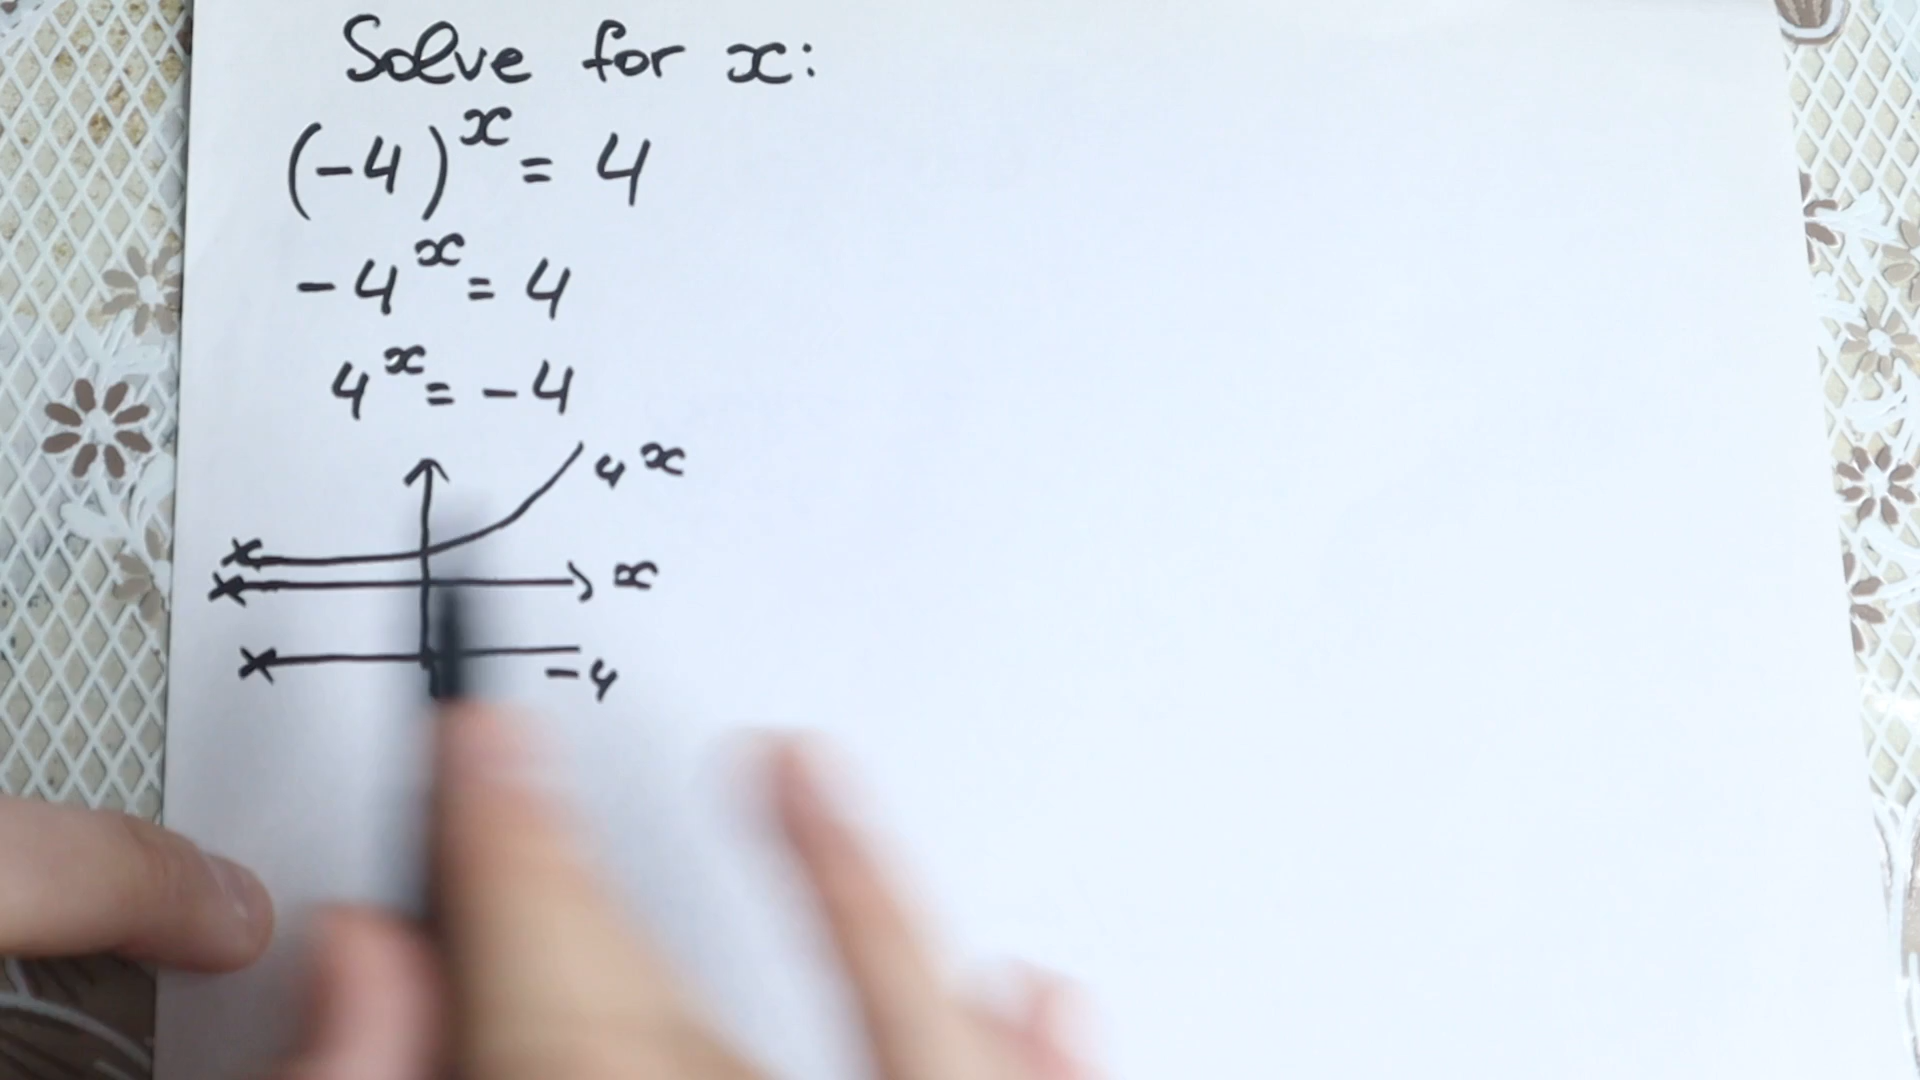 Solve for x:
(-4)^x = 4
-4^x = 4
4^x = -4
4^x
x
-4